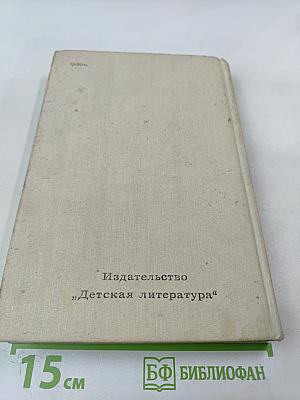 Издательство
„Детская литература“
15 см
БФ БИБЛИОФАН